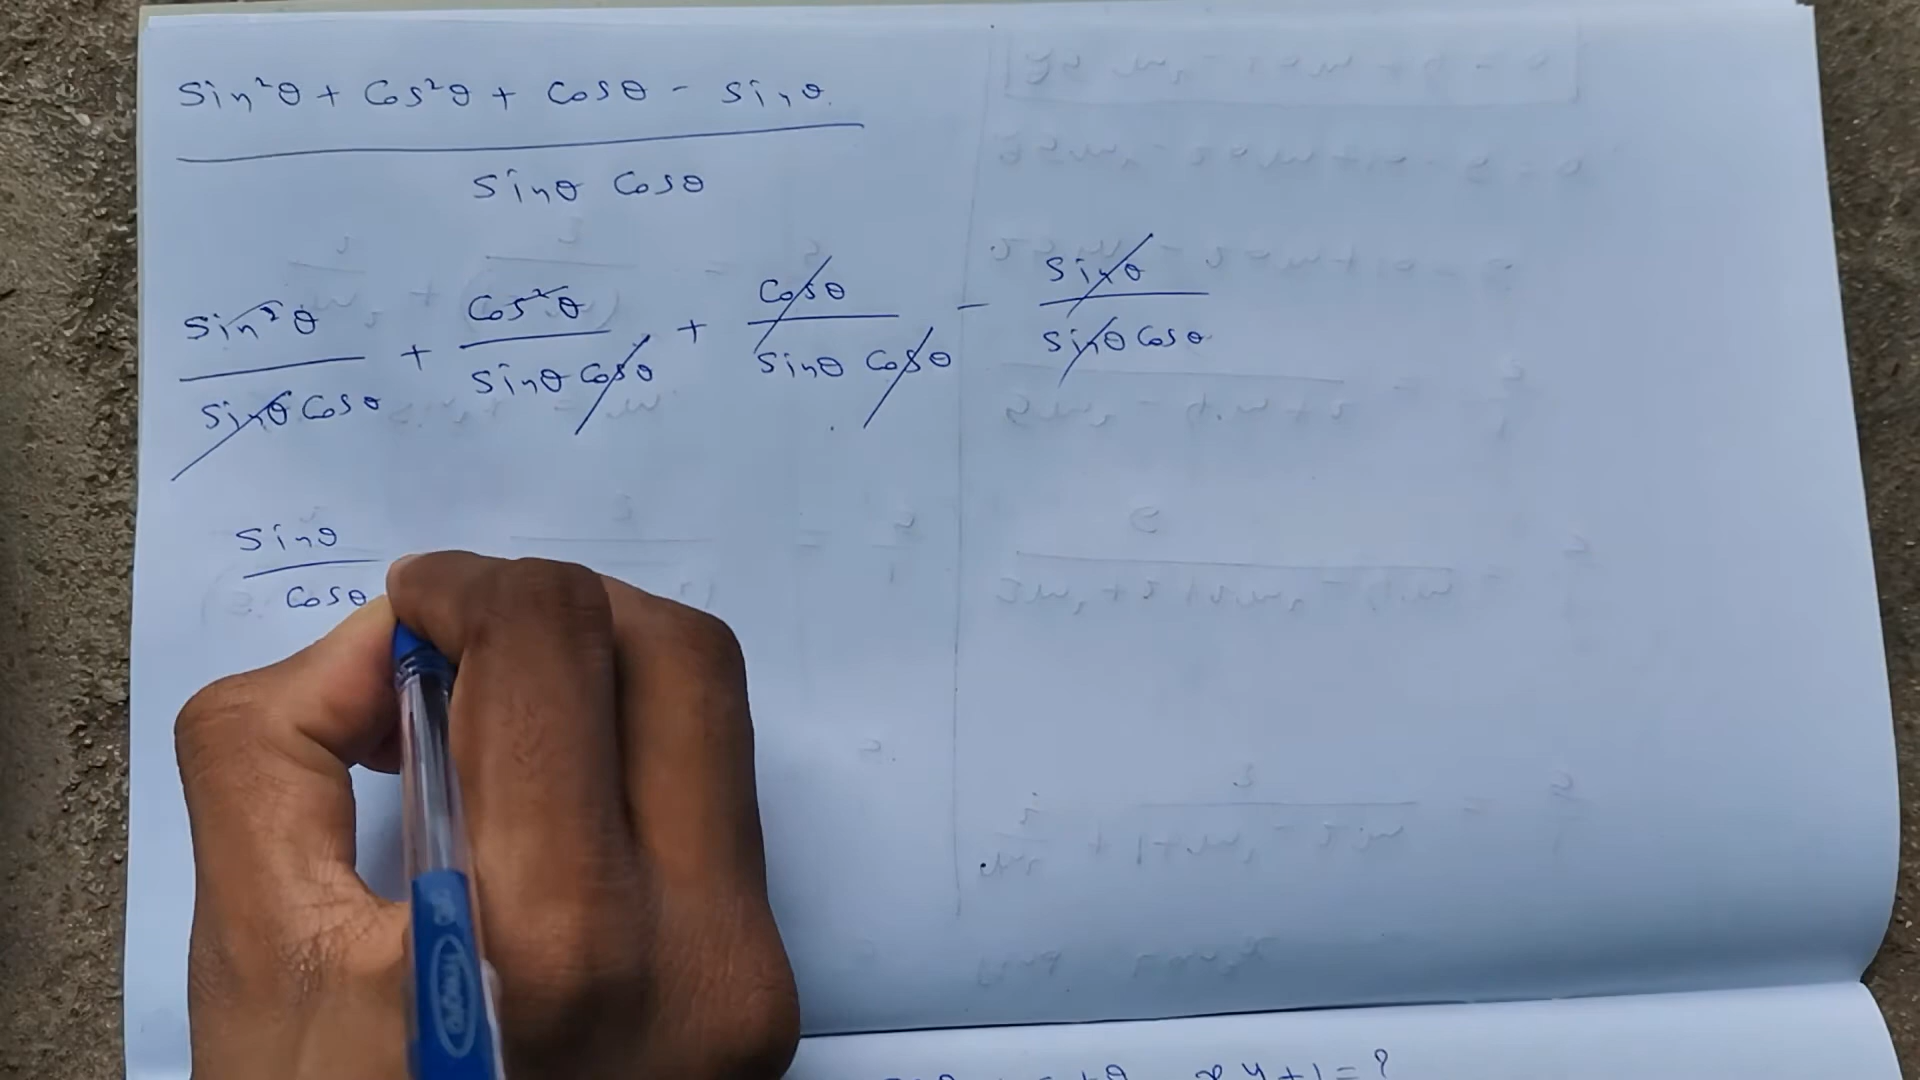 Sin²θ + Cos²θ + Cosθ - Sinθ
Sinθ Cosθ
Sin²θ + Cos²θ + Cosθ - Sinθ
Sinθ Cosθ Sinθ Cosθ Sinθ Cosθ Sinθ Cosθ
Sinθ
Cosθ
y + 1 = ?